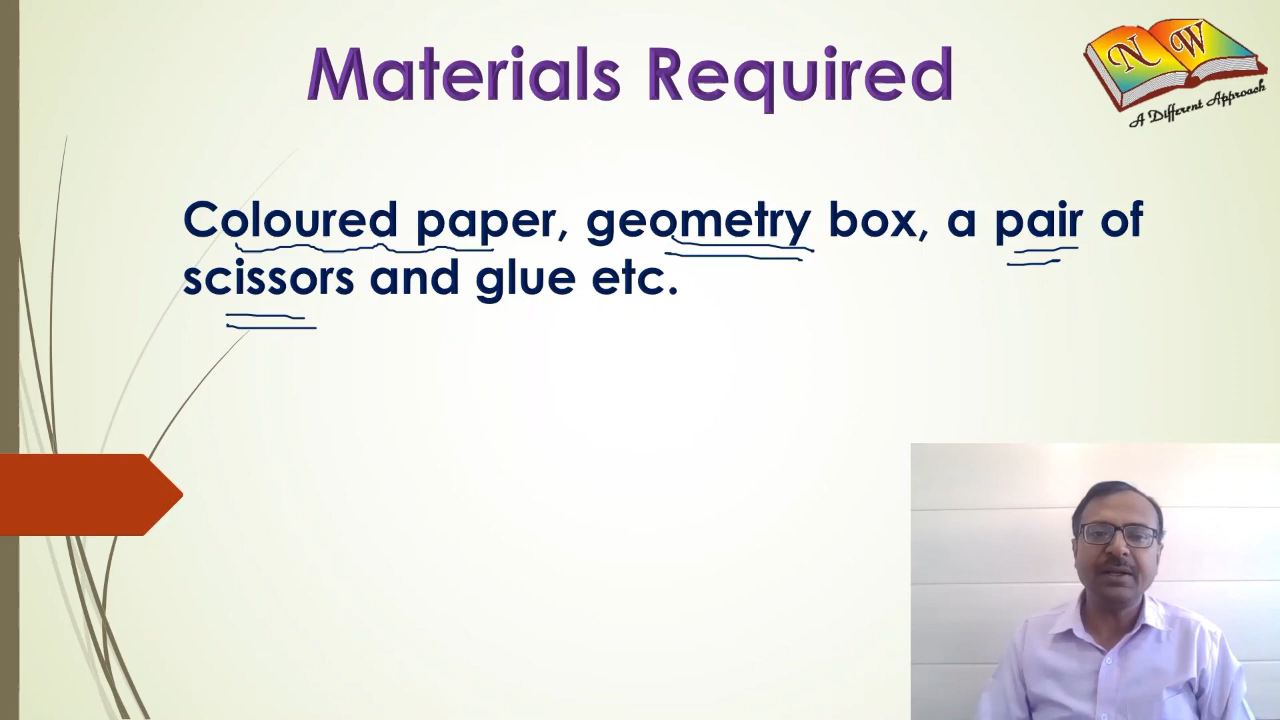 Materials Required
N W
A Different Approach
Coloured paper, geometry box, a pair of
scissors and glue etc.